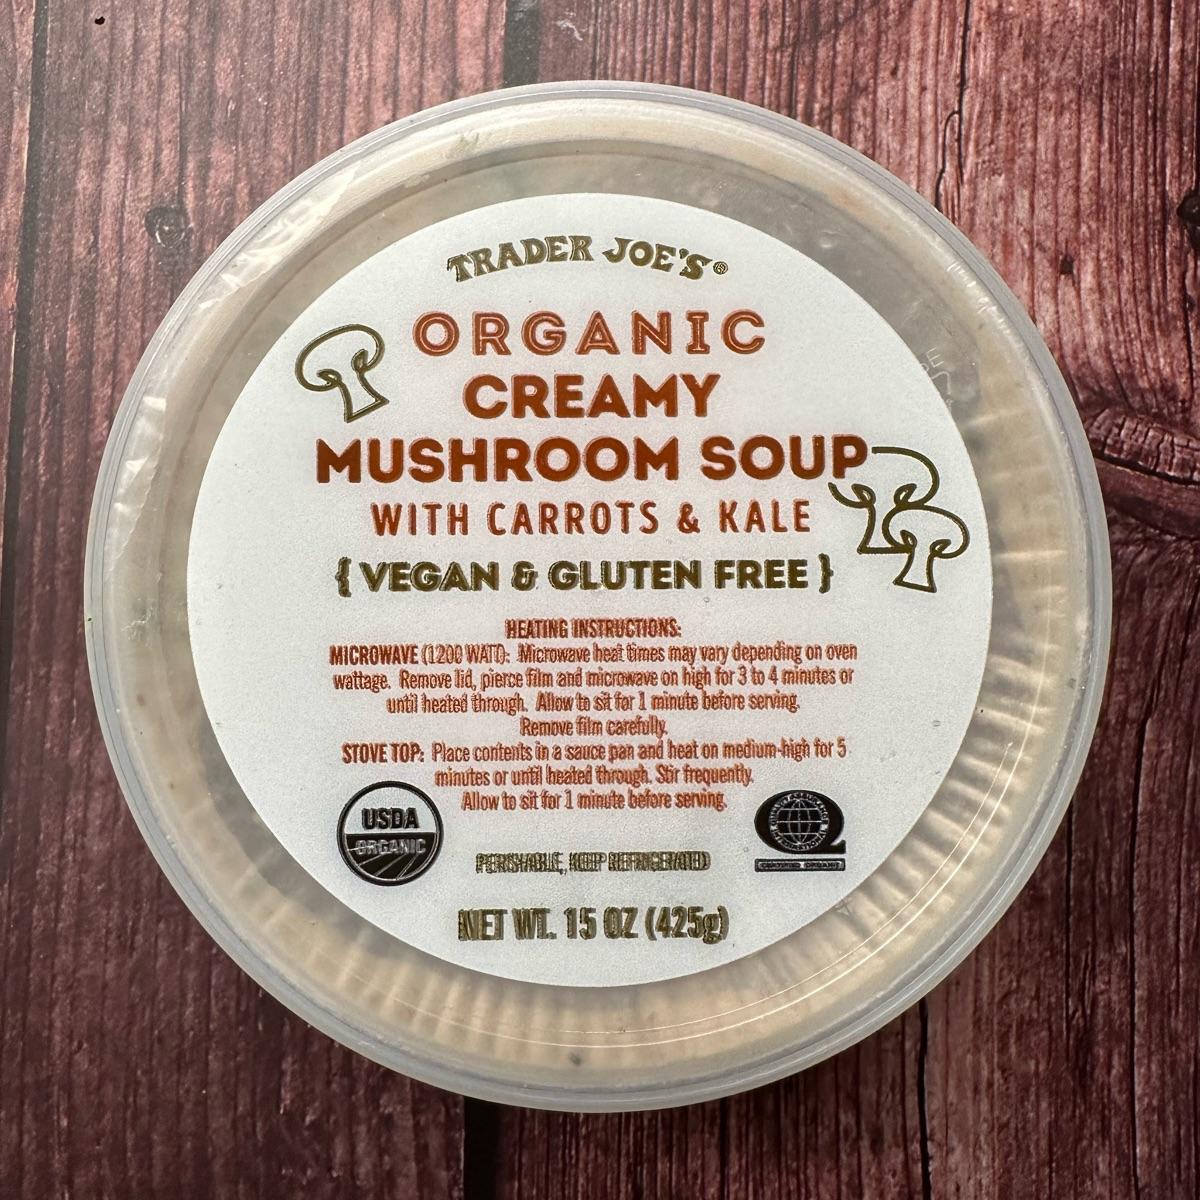 TRADER JOE'S®
ORGANIC
CREAMY
MUSHROOM SOUP
WITH CARROTS & KALE
{ VEGAN & GLUTEN FREE }
HEATING INSTRUCTIONS:
MICROWAVE (1200 WATT): Microwave heat times may vary depending on oven
wattage. Remove lid, pierce film and microwave on high for 3 to 4 minutes or
until heated through. Allow to sit for 1 minute before serving.
Remove film carefully.
STOVE TOP: Place contents in a sauce pan and heat on medium-high for 5
minutes or until heated through. Stir frequently.
Allow to sit for 1 minute before serving.
USDA
ORGANIC
PERISHABLE, KEEP REFRIGERATED
CERTIFIED ORGANIC
NET WT. 15 OZ (425g)